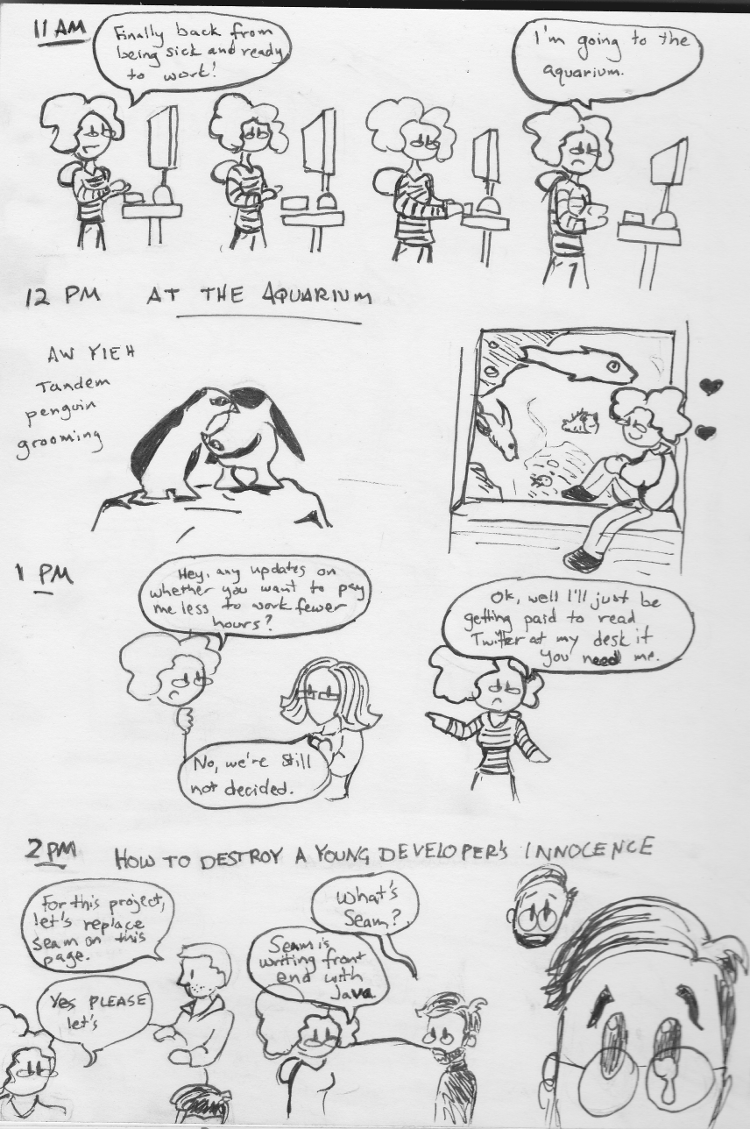 11 AM
Finally back from
being sick and ready
to work!
I'm going to the
aquarium.
12 PM AT THE AQUARIUM
AW YIEH
Tandem
penguin
grooming
1 PM
Hey, any updates on
whether you want to pay
me less to work fewer
hours?
No, we're still
not decided.
Ok, well I'll just be
getting paid to read
Twitter at my desk if
you need me.
2 PM HOW TO DESTROY A YOUNG DEVELOPER'S INNOCENCE
For this project,
let's replace
seam on this
page.
Yes PLEASE
let's
What's
Seam?
Seam is
writing front
end with
Java